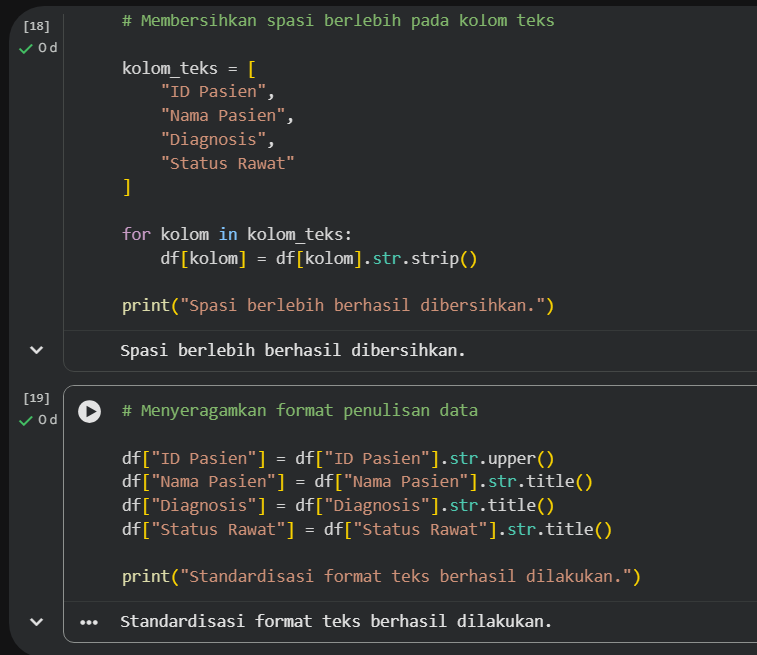 [18]
0 d
# Membersihkan spasi berlebih pada kolom teks
kolom_teks = [
    "ID Pasien",
    "Nama Pasien",
    "Diagnosis",
    "Status Rawat"
]
for kolom in kolom_teks:
    df[kolom] = df[kolom].str.strip()
print("Spasi berlebih berhasil dibersihkan.")
Spasi berlebih berhasil dibersihkan.
[19]
0 d
# Menyeragamkan format penulisan data
df["ID Pasien"] = df["ID Pasien"].str.upper()
df["Nama Pasien"] = df["Nama Pasien"].str.title()
df["Diagnosis"] = df["Diagnosis"].str.title()
df["Status Rawat"] = df["Status Rawat"].str.title()
print("Standardisasi format teks berhasil dilakukan.")
Standardisasi format teks berhasil dilakukan.